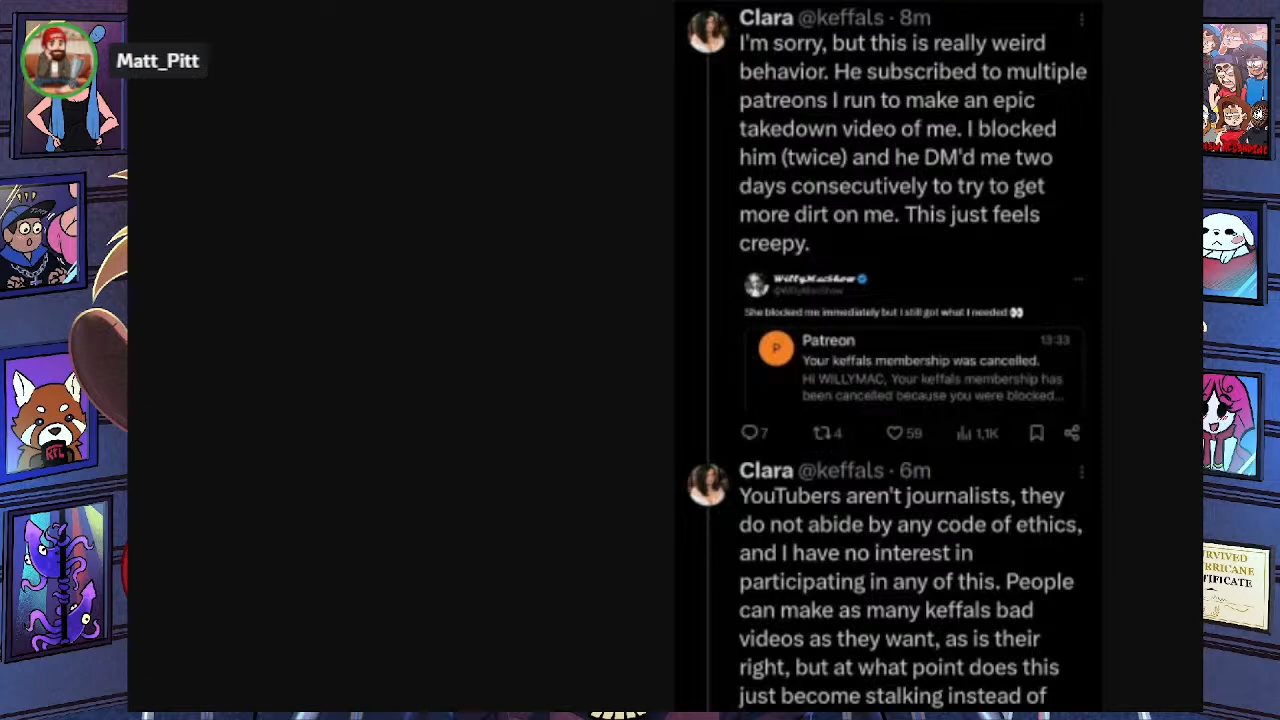 Matt_Pitt
Clara @keffals · 8m
I'm sorry, but this is really weird
behavior. He subscribed to multiple
patreons I run to make an epic
takedown video of me. I blocked
him (twice) and he DM'd me two
days consecutively to try to get
more dirt on me. This just feels
creepy.
WillyMacShow
@WillyMacShow
She blocked me immediately but I still got what I needed 👀
P
Patreon 13:33
Your keffals membership was cancelled.
Hi WILLYMAC, Your keffals membership has
been cancelled because you were blocked...
7 4 59 1,1K
Clara @keffals · 6m
YouTubers aren't journalists, they
do not abide by any code of ethics,
and I have no interest in
participating in any of this. People
can make as many keffals bad
videos as they want, as is their
right, but at what point does this
just become stalking instead of
RTL
URVIVED
RRICANE
TIFICATE